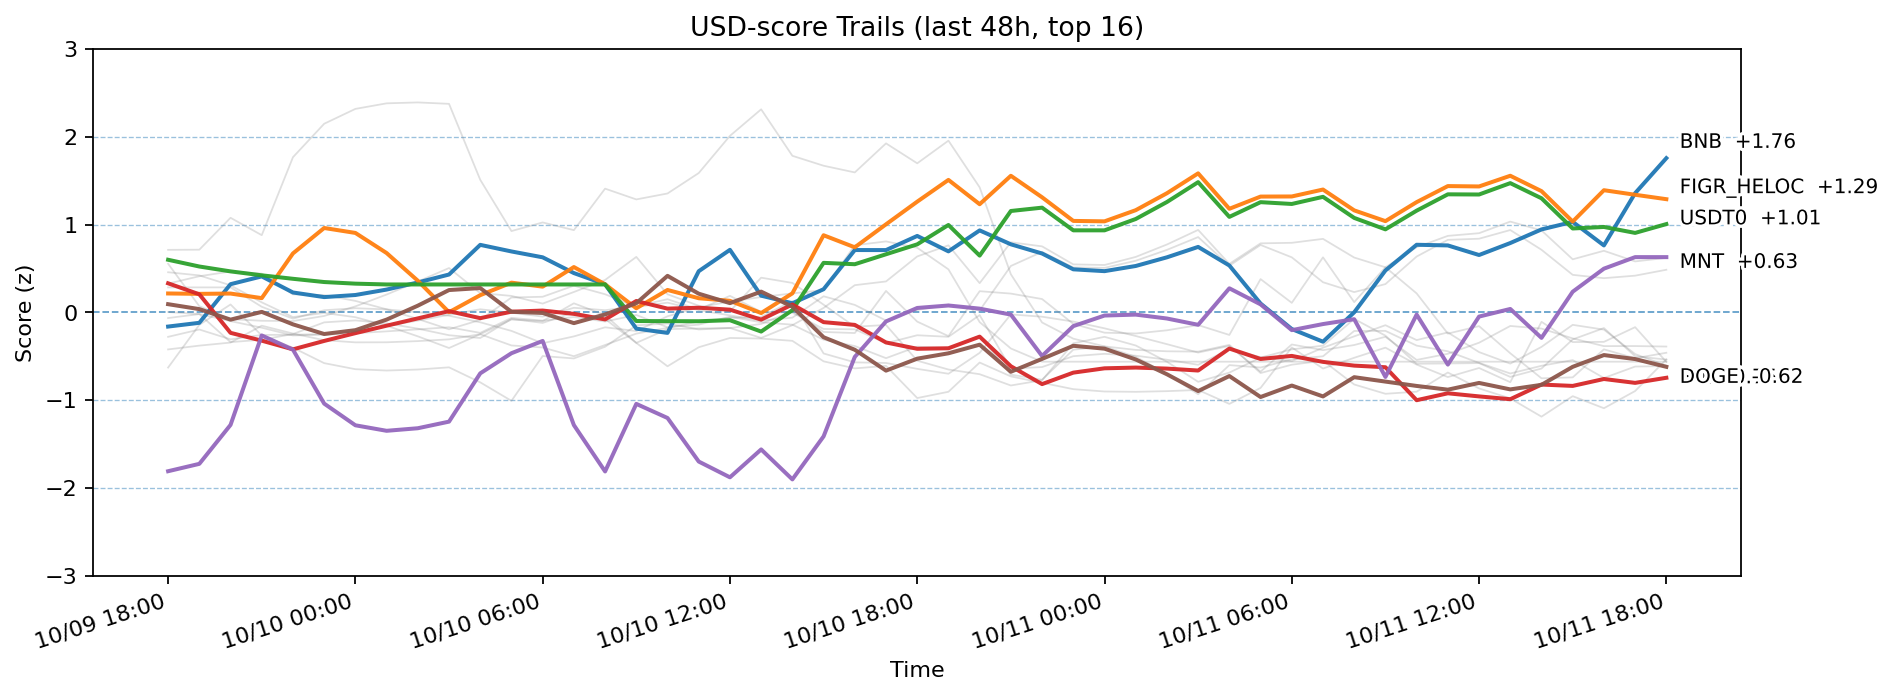 USD-score Trails (last 48h, top 16)
3
2
1
0
−1
−2
−3
Score (z)
BNB +1.76
FIGR_HELOC +1.29
USDT0 +1.01
MNT +0.63
DOGE -0.62
10/09 18:00
10/10 00:00
10/10 06:00
10/10 12:00
10/10 18:00
10/11 00:00
10/11 06:00
10/11 12:00
10/11 18:00
Time